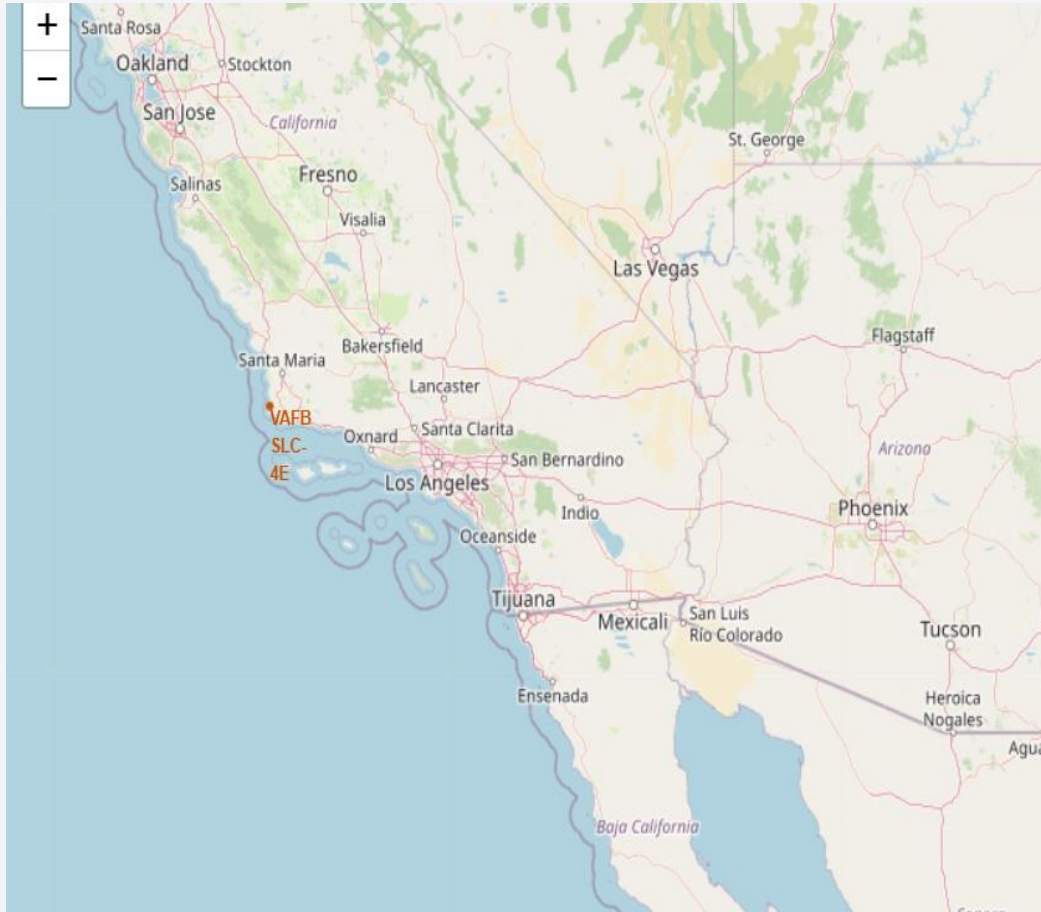 +
−
Santa Rosa
Oakland
Stockton
San Jose
California
St. George
Salinas
Fresno
Visalia
Las Vegas
Flagstaff
Bakersfield
Santa Maria
Lancaster
VAFB
SLC-
4E
Oxnard
Santa Clarita
San Bernardino
Los Angeles
Arizona
Indio
Phoenix
Oceanside
Tijuana
Mexicali
San Luis
Río Colorado
Tucson
Ensenada
Heroica
Nogales
Agua
Baja California